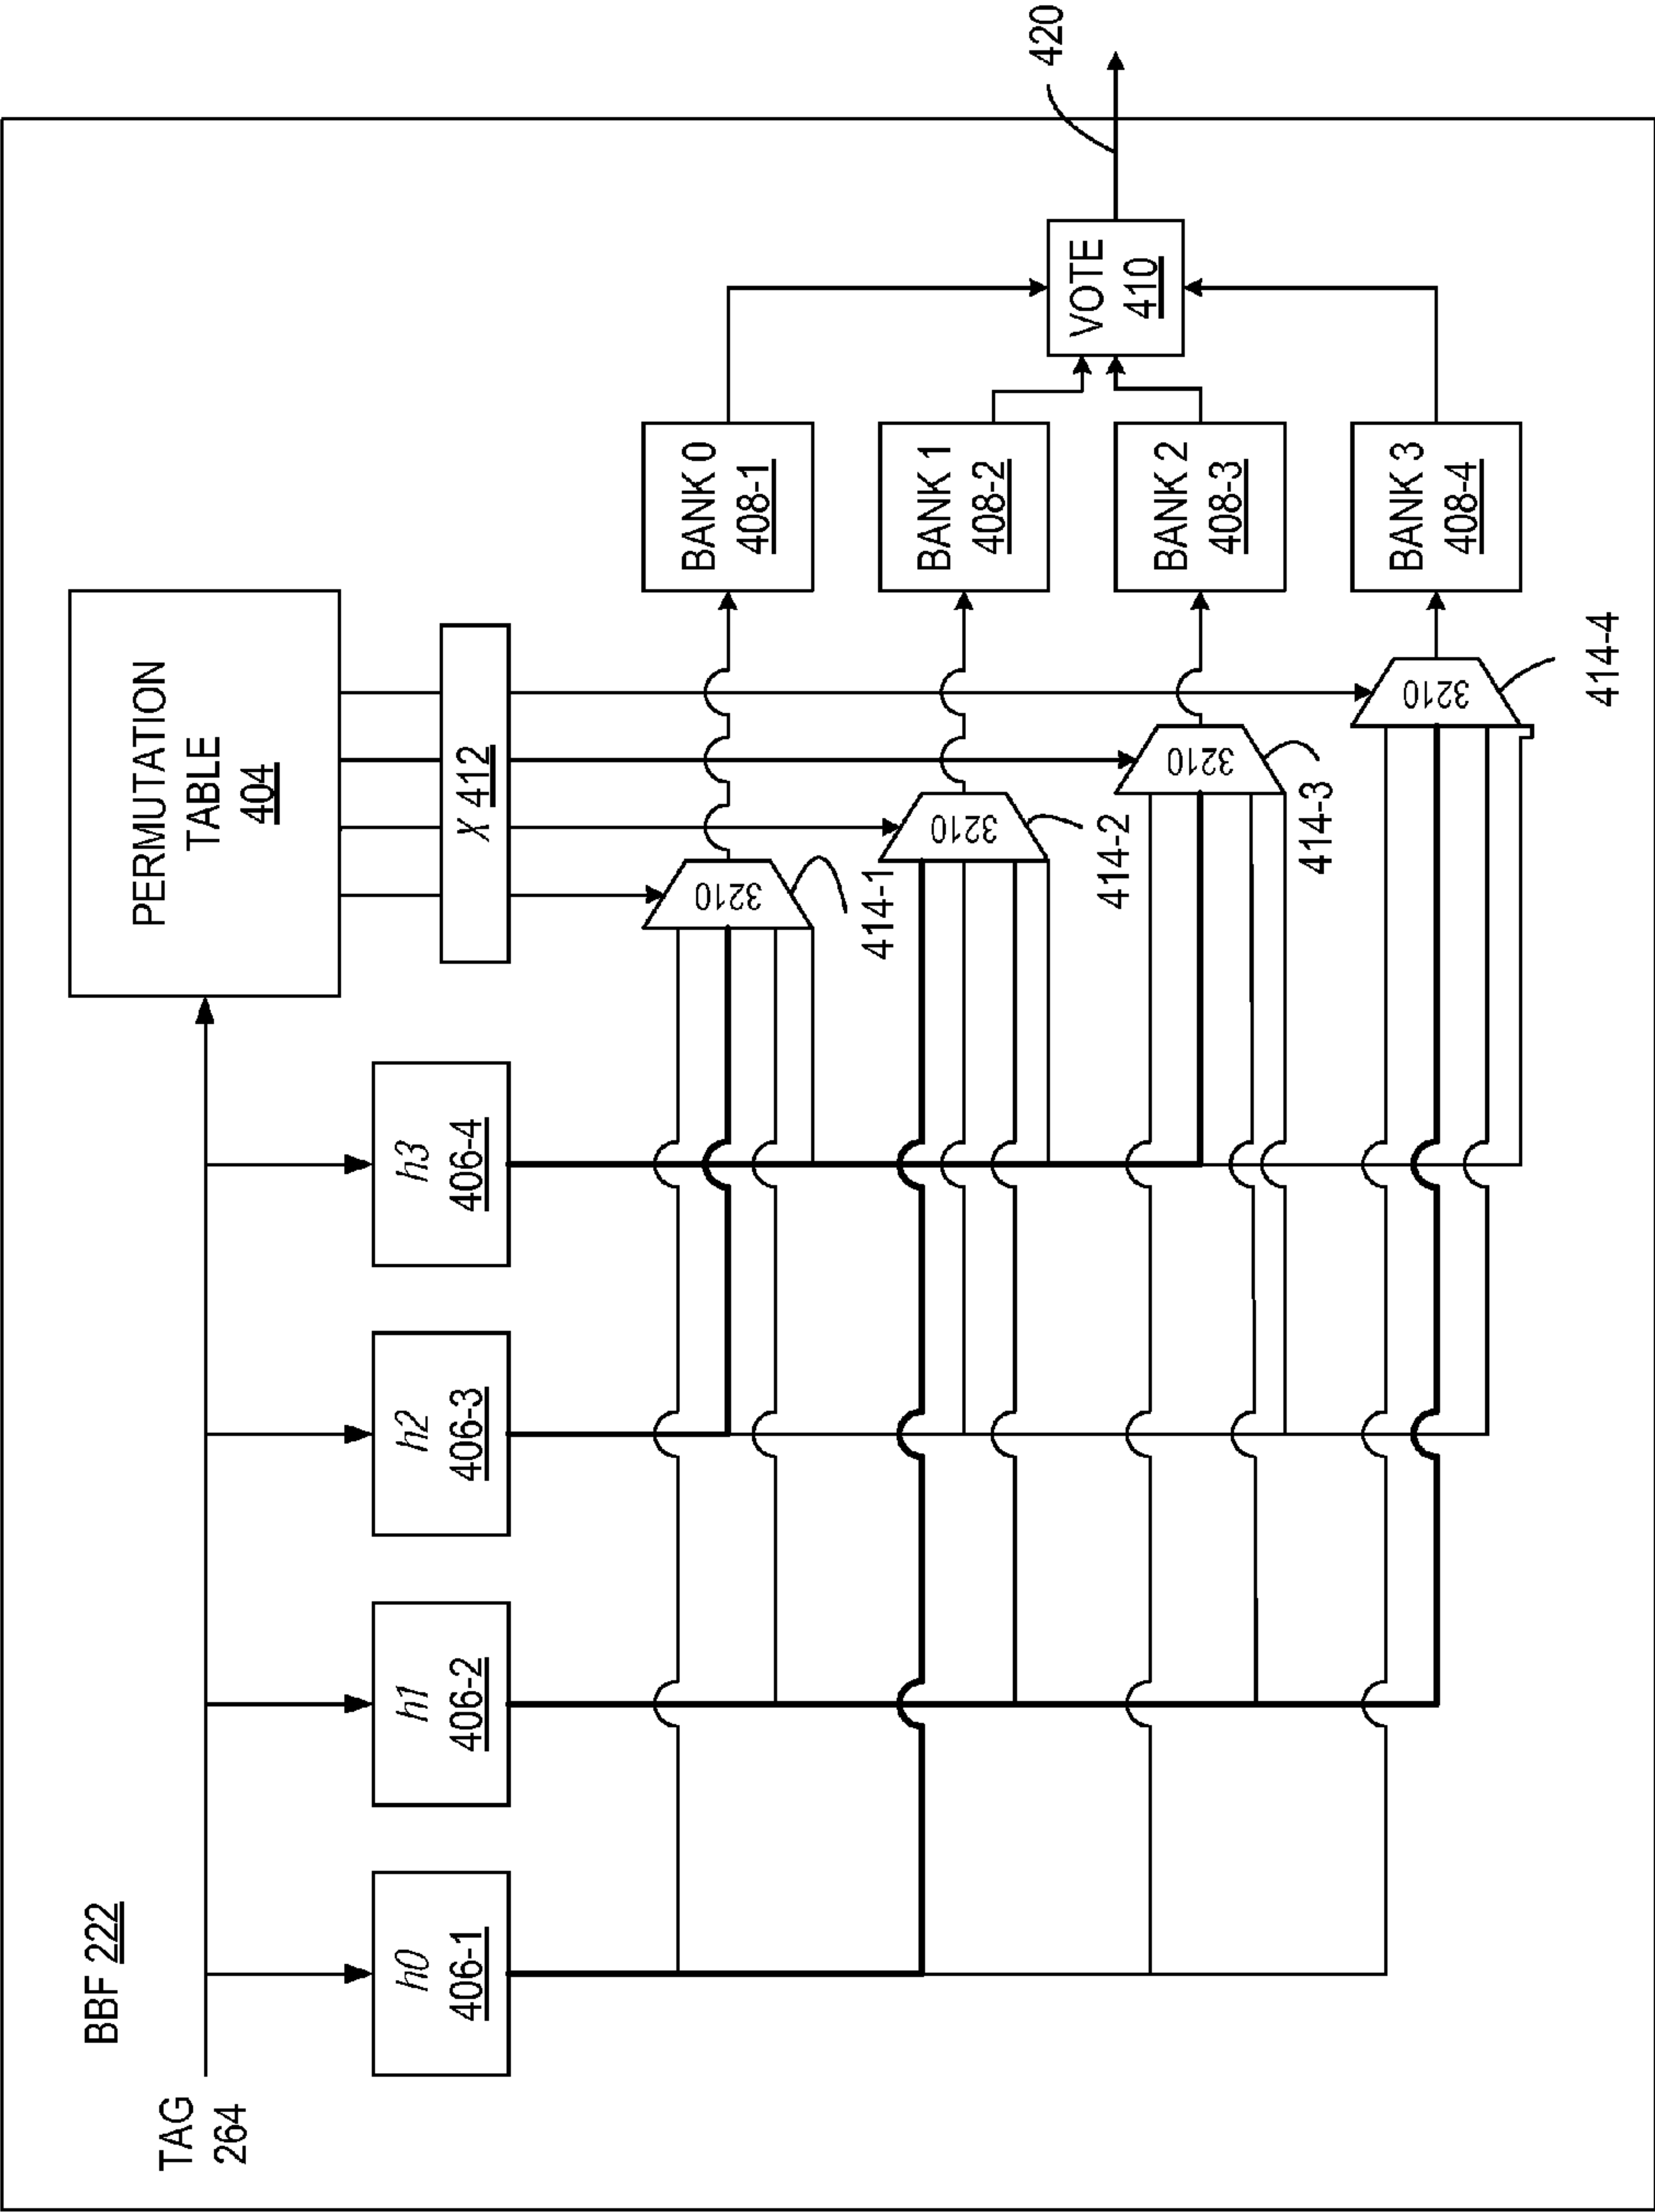 BBF 222
TAG
264
PERMUTATION
TABLE
404
h0
406-1
h1
406-2
h2
406-3
h3
406-4
X 412
3210
414-1
3210
414-2
3210
414-3
3210
414-4
BANK 0
408-1
BANK 1
408-2
BANK 2
408-3
BANK 3
408-4
VOTE
410
420